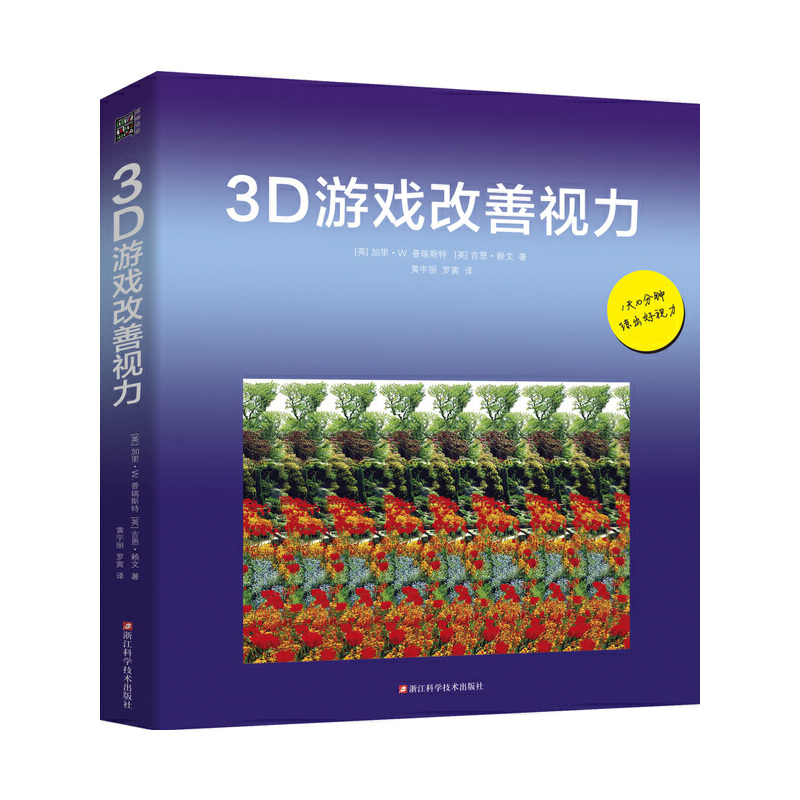 3D游戏改善视力
[英] 加里·W. 普瑞斯特 [英] 吉恩·赖文 著
黄宇丽 罗寅 译
1天10分钟
练出好视力
浙江科学技术出版社
3D游戏改善视力
[英] 加里·W. 普瑞斯特 [英] 吉恩·赖文 著
黄宇丽 罗寅 译
浙江科学技术出版社